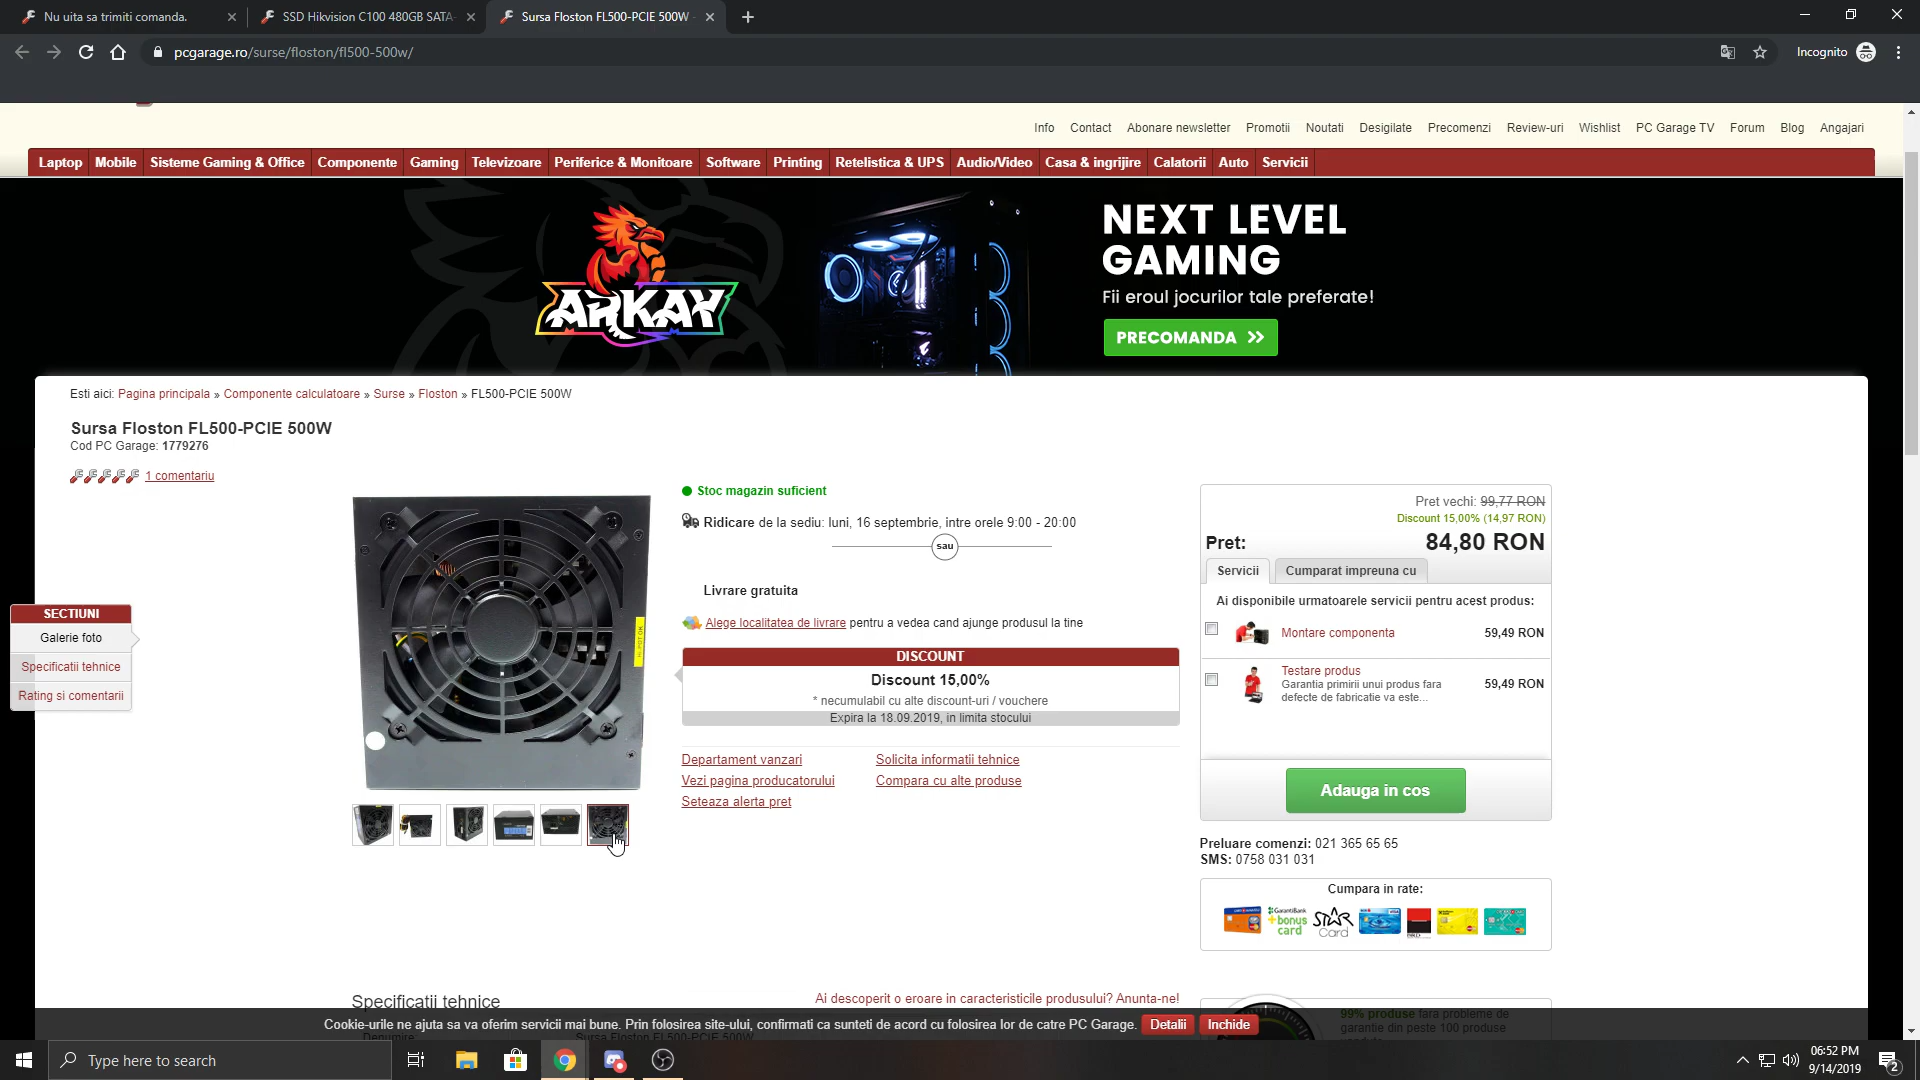 Nu uita sa trimiti comanda.
SSD Hikvision C100 480GB SATA
Sursa Floston FL500-PCIE 500W
pcgarage.ro/surse/floston/fl500-500w/
Incognito
Info Contact Abonare newsletter Promotii Noutati Desigilate Precomenzi Review-uri Wishlist PC Garage TV Forum Blog Angajari
Laptop Mobile Sisteme Gaming & Office Componente Gaming Televizoare Periferice & Monitoare Software Printing Retelistica & UPS Audio/Video Casa & ingrijire Calatorii Auto Servicii
ARKAY
NEXT LEVEL
GAMING
Fii eroul jocurilor tale preferate!
PRECOMANDA
Esti aici: Pagina principala » Componente calculatoare » Surse » Floston » FL500-PCIE 500W
Sursa Floston FL500-PCIE 500W
Cod PC Garage: 1779276
1 comentariu
SECTIUNI
Galerie foto
Specificatii tehnice
Rating si comentarii
Stoc magazin suficient
Ridicare de la sediu: luni, 16 septembrie, intre orele 9:00 - 20:00
sau
Livrare gratuita
Alege localitatea de livrare pentru a vedea cand ajunge produsul la tine
DISCOUNT
Discount 15,00%
* necumulabil cu alte discount-uri / vouchere
Expira la 18.09.2019, in limita stocului
Departament vanzari Solicita informatii tehnice
Vezi pagina producatorului Compara cu alte produse
Seteaza alerta pret
Pret vechi: 99,77 RON
Discount 15,00% (14,97 RON)
Pret: 84,80 RON
Servicii Cumparat impreuna cu
Ai disponibile urmatoarele servicii pentru acest produs:
Montare componenta 59,49 RON
Testare produs
Garantia primirii unui produs fara
defecte de fabricatie va este... 59,49 RON
Adauga in cos
Preluare comenzi: 021 365 65 65
SMS: 0758 031 031
Cumpara in rate:
GarantiBank
+bonus
card
STAR
Card
Specificatii tehnice
Ai descoperit o eroare in caracteristicile produsului? Anunta-ne!
99% produse fara probleme de
garantie din peste 100 produse
Cookie-urile ne ajuta sa va oferim servicii mai bune. Prin folosirea site-ului, confirmati ca sunteti de acord cu folosirea lor de catre PC Garage. Detalii Inchide
Denumire Sursa Floston FL500-PCIE 500W
Type here to search
06:52 PM
9/14/2019
2